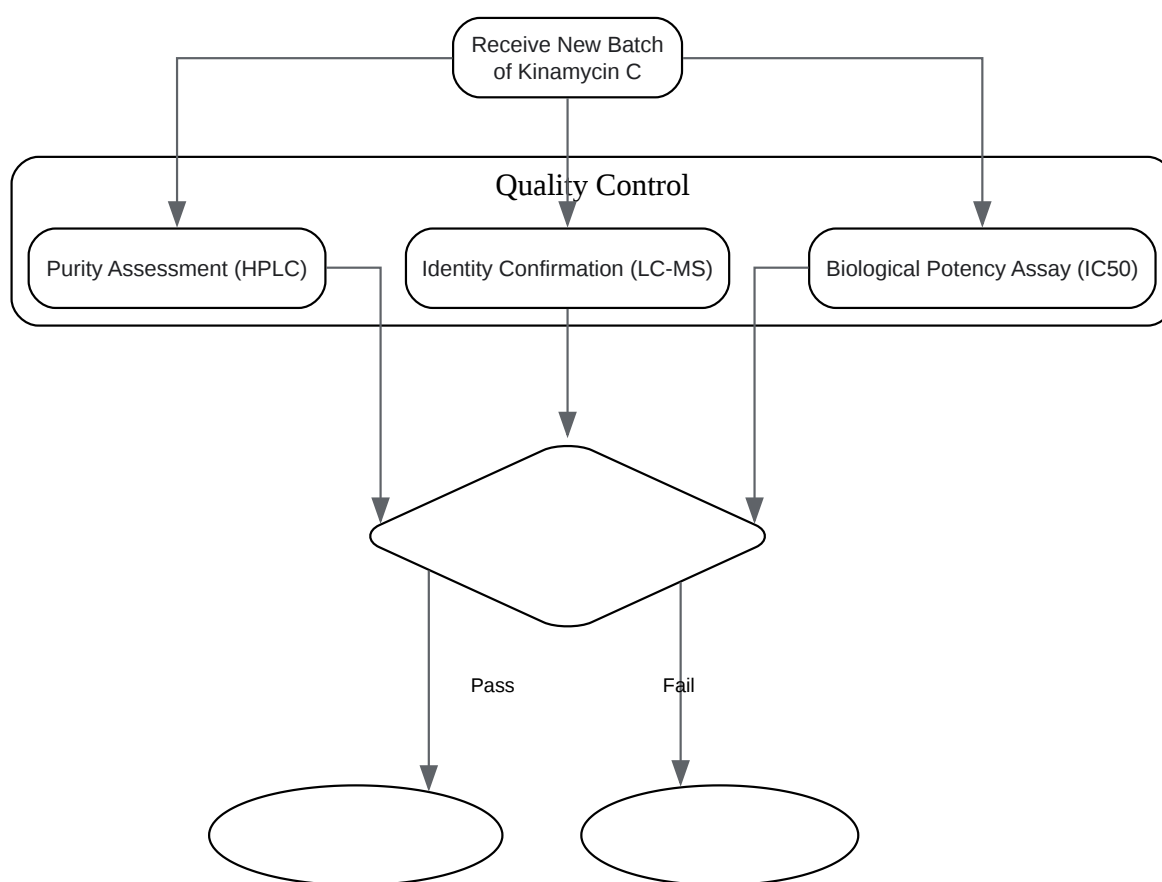 Receive New Batch
of Kinamycin C
Quality Control
Purity Assessment (HPLC)
Identity Confirmation (LC-MS)
Biological Potency Assay (IC50)
Pass
Fail